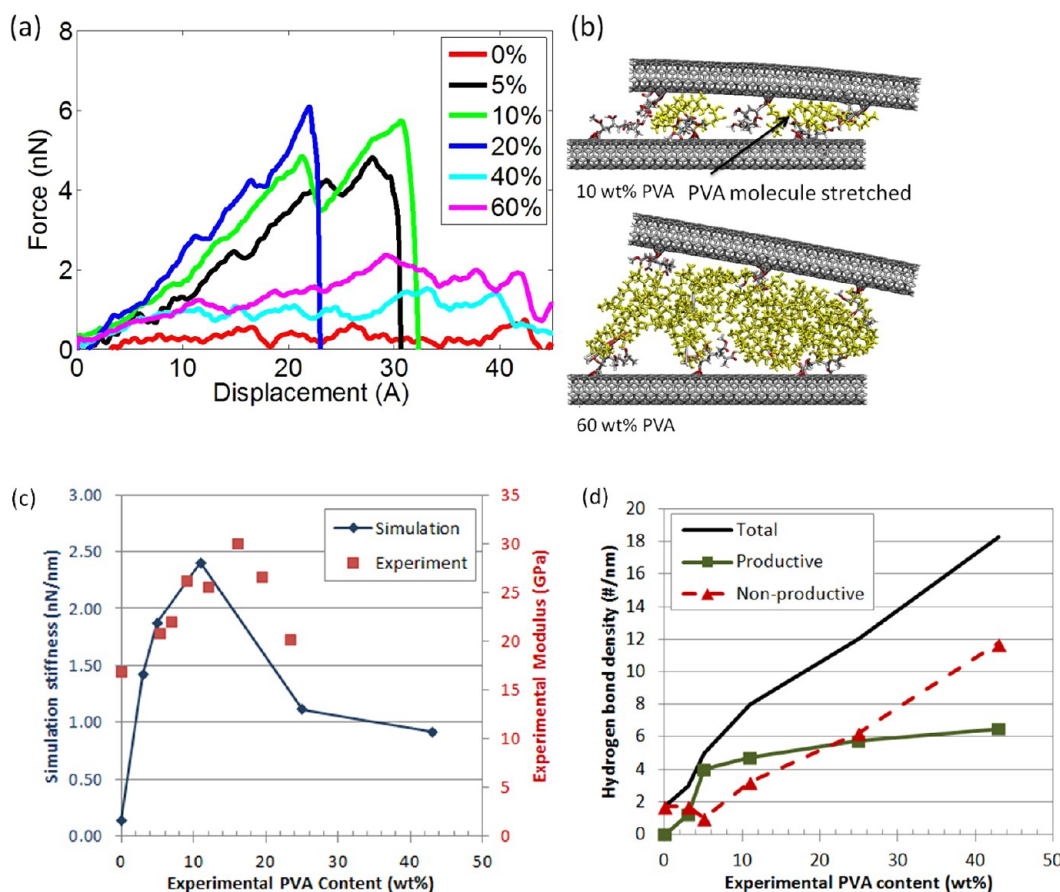 (a)
8
6
4
2
0
Force (nN)
0 10 20 30 40
Displacement (A)
0%
5%
10%
20%
40%
60%
(b)
10 wt% PVA PVA molecule stretched
60 wt% PVA
(c)
3.00
2.50
2.00
1.50
1.00
0.50
0.00
Simulation stiffness (nN/nm)
Simulation
Experiment
35
30
25
20
15
10
5
0
Experimental Modulus (GPa)
0 10 20 30 40 50
Experimental PVA Content (wt%)
(d)
20
18
16
14
12
10
8
6
4
2
0
Hydrogen bond density (#/nm)
Total
Productive
Non-productive
0 10 20 30 40 50
Experimental PVA content (wt%)